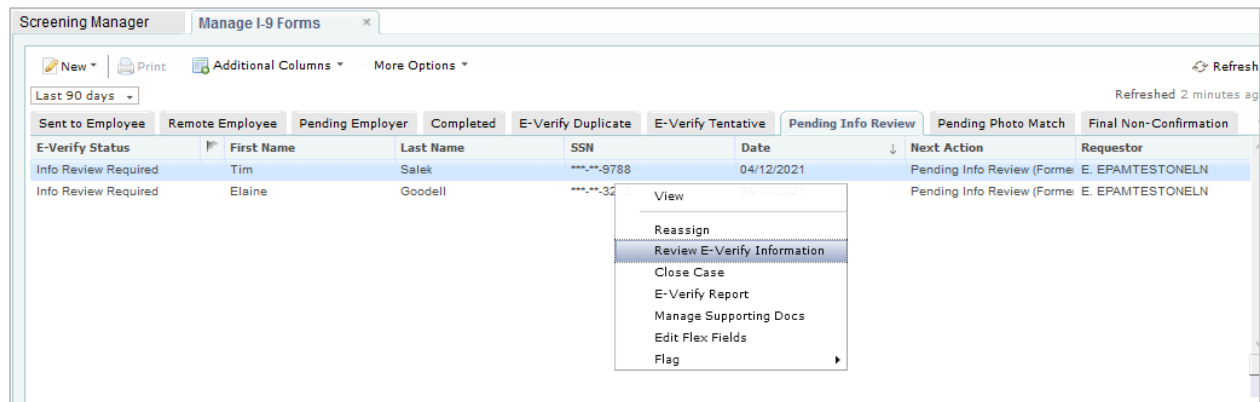 Screening Manager Manage I-9 Forms ×
New Print Additional Columns More Options Refresh
Last 90 days Refreshed 2 minutes ag
Sent to Employee Remote Employee Pending Employer Completed E-Verify Duplicate E-Verify Tentative Pending Info Review Pending Photo Match Final Non-Confirmation
E-Verify Status First Name Last Name SSN Date ↓ Next Action Requestor
Info Review Required Tim Salek ***-**-9788 04/12/2021 Pending Info Review (Former E. EPAMTESTONELN
Info Review Required Elaine Goodell ***-**-32 Pending Info Review (Former E. EPAMTESTONELN
View
Reassign
Review E-Verify Information
Close Case
E-Verify Report
Manage Supporting Docs
Edit Flex Fields
Flag